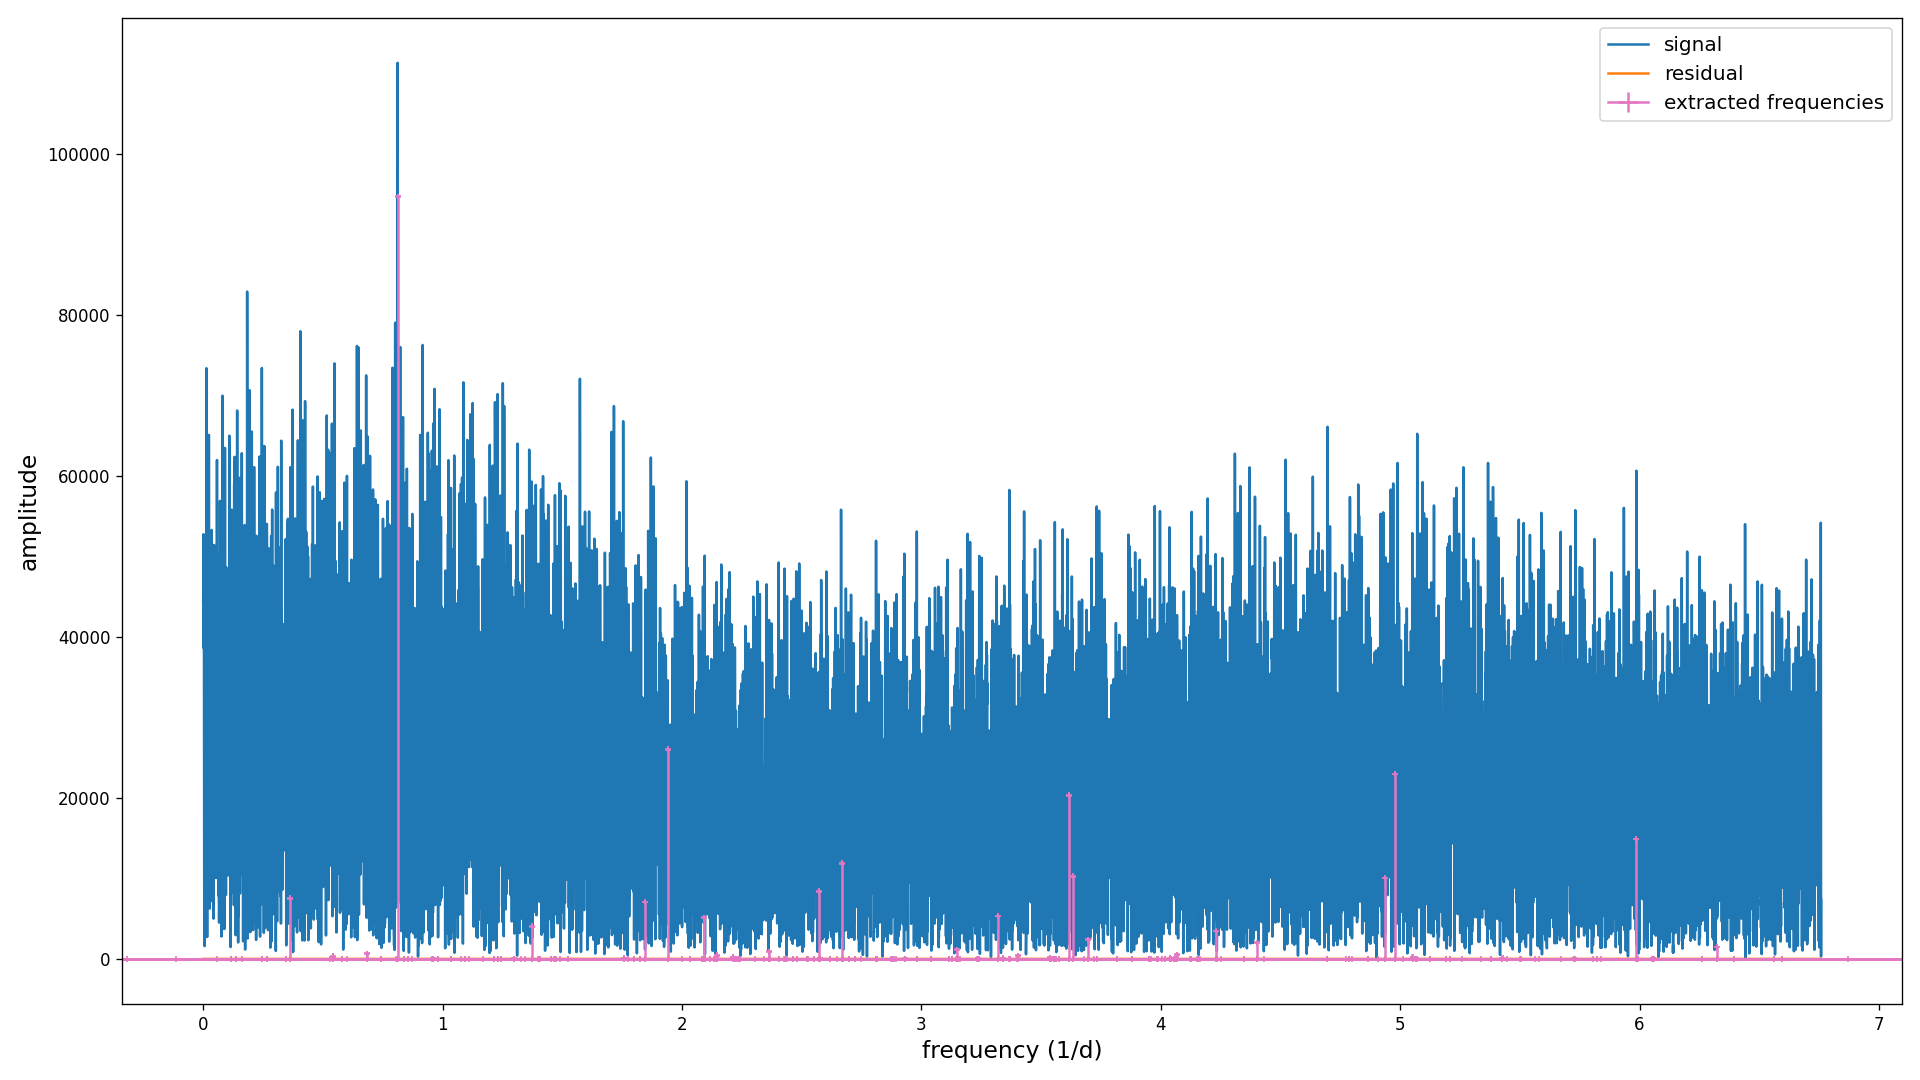 signal
residual
extracted frequencies
amplitude
100000
80000
60000
40000
20000
0
0 1 2 3 4 5 6 7
frequency (1/d)